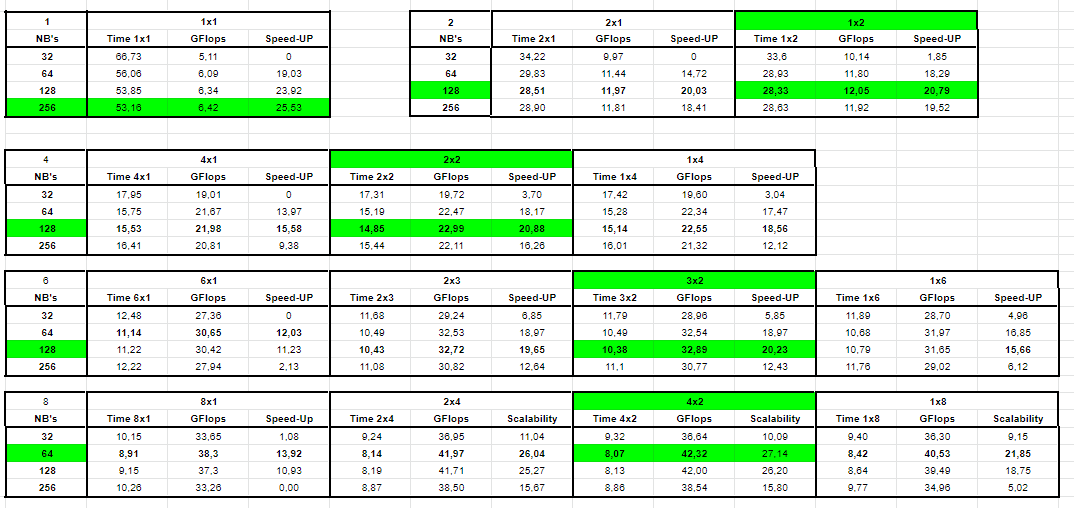 1 1x1 2 2x1 1x2
NB's Time 1x1 GFlops Speed-UP NB's Time 2x1 GFlops Speed-UP Time 1x2 GFlops Speed-UP
32 66,73 5,11 0 32 34,22 9,97 0 33,6 10,14 1,85
64 56,06 6,09 19,03 64 29,83 11,44 14,72 28,93 11,80 18,29
128 53,85 6,34 23,92 128 28,51 11,97 20,03 28,33 12,05 20,79
256 53,16 6,42 25,53 256 28,90 11,81 18,41 28,63 11,92 19,52
4 4x1 2x2 1x4
NB's Time 4x1 GFlops Speed-UP Time 2x2 GFlops Speed-UP Time 1x4 GFlops Speed-UP
32 17,95 19,01 0 17,31 19,72 3,70 17,42 19,60 3,04
64 15,75 21,67 13,97 15,19 22,47 18,17 15,28 22,34 17,47
128 15,53 21,98 15,58 14,85 22,99 20,88 15,14 22,55 18,56
256 16,41 20,81 9,38 15,44 22,11 16,26 16,01 21,32 12,12
6 6x1 2x3 3x2 1x6
NB's Time 6x1 GFlops Speed-UP Time 2x3 GFlops Speed-UP Time 3x2 GFlops Speed-UP Time 1x6 GFlops Speed-UP
32 12,48 27,36 0 11,68 29,24 6,85 11,79 28,96 5,85 11,89 28,70 4,96
64 11,14 30,65 12,03 10,49 32,53 18,97 10,49 32,54 18,97 10,68 31,97 16,85
128 11,22 30,42 11,23 10,43 32,72 19,65 10,38 32,89 20,23 10,79 31,65 15,66
256 12,22 27,94 2,13 11,08 30,82 12,64 11,1 30,77 12,43 11,76 29,02 6,12
8 8x1 2x4 4x2 1x8
NB's Time 8x1 GFlops Speed-Up Time 2x4 GFlops Scalability Time 4x2 GFlops Scalability Time 1x8 GFlops Scalability
32 10,15 33,65 1,08 9,24 36,95 11,04 9,32 36,64 10,09 9,40 36,30 9,15
64 8,91 38,3 13,92 8,14 41,97 26,04 8,07 42,32 27,14 8,42 40,53 21,85
128 9,15 37,3 10,93 8,19 41,71 25,27 8,13 42,00 26,20 8,64 39,49 18,75
256 10,26 33,26 0,00 8,87 38,50 15,67 8,86 38,54 15,80 9,77 34,96 5,02